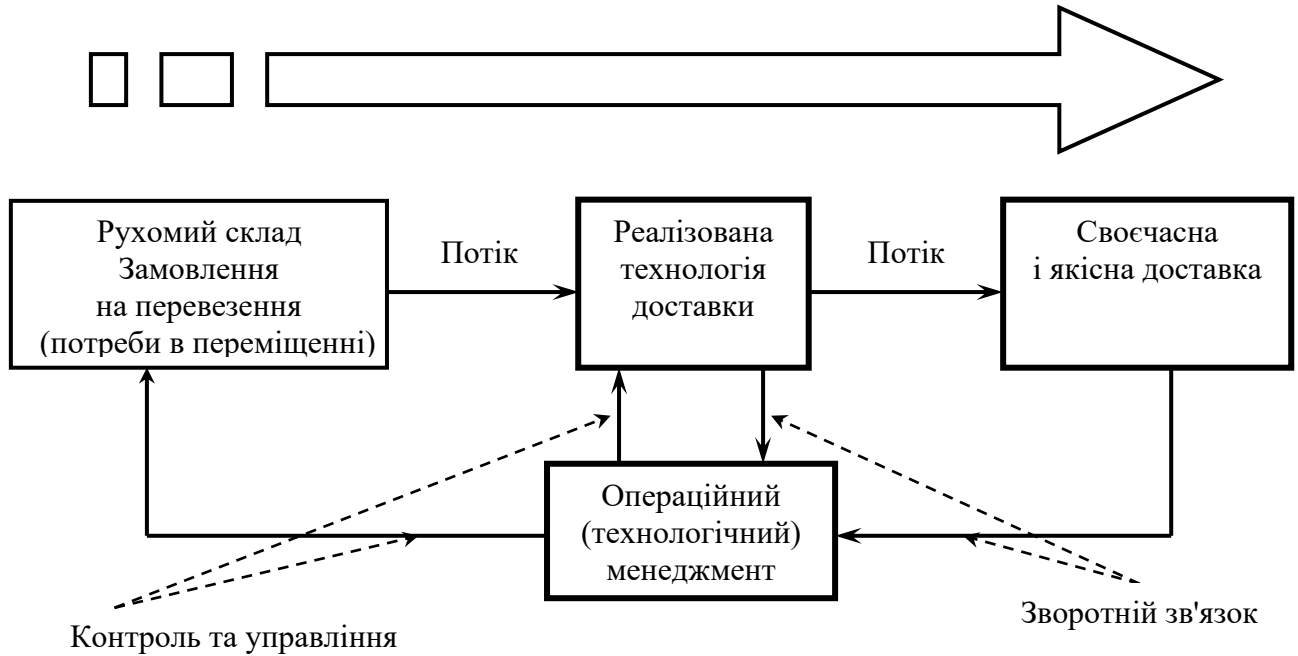 Рухомий склад
Замовлення
на перевезення
(потреби в переміщенні)
Потік
Реалізована
технологія
доставки
Потік
Своєчасна
і якісна доставка
Операційний
(технологічний)
менеджмент
Контроль та управління
Зворотній зв'язок